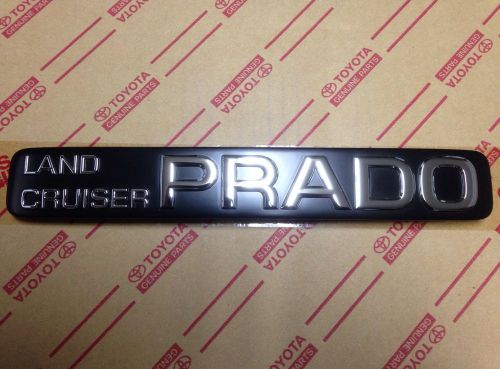 LAND
CRUISER
PRADO
TOYOTA
GENUINE PARTS